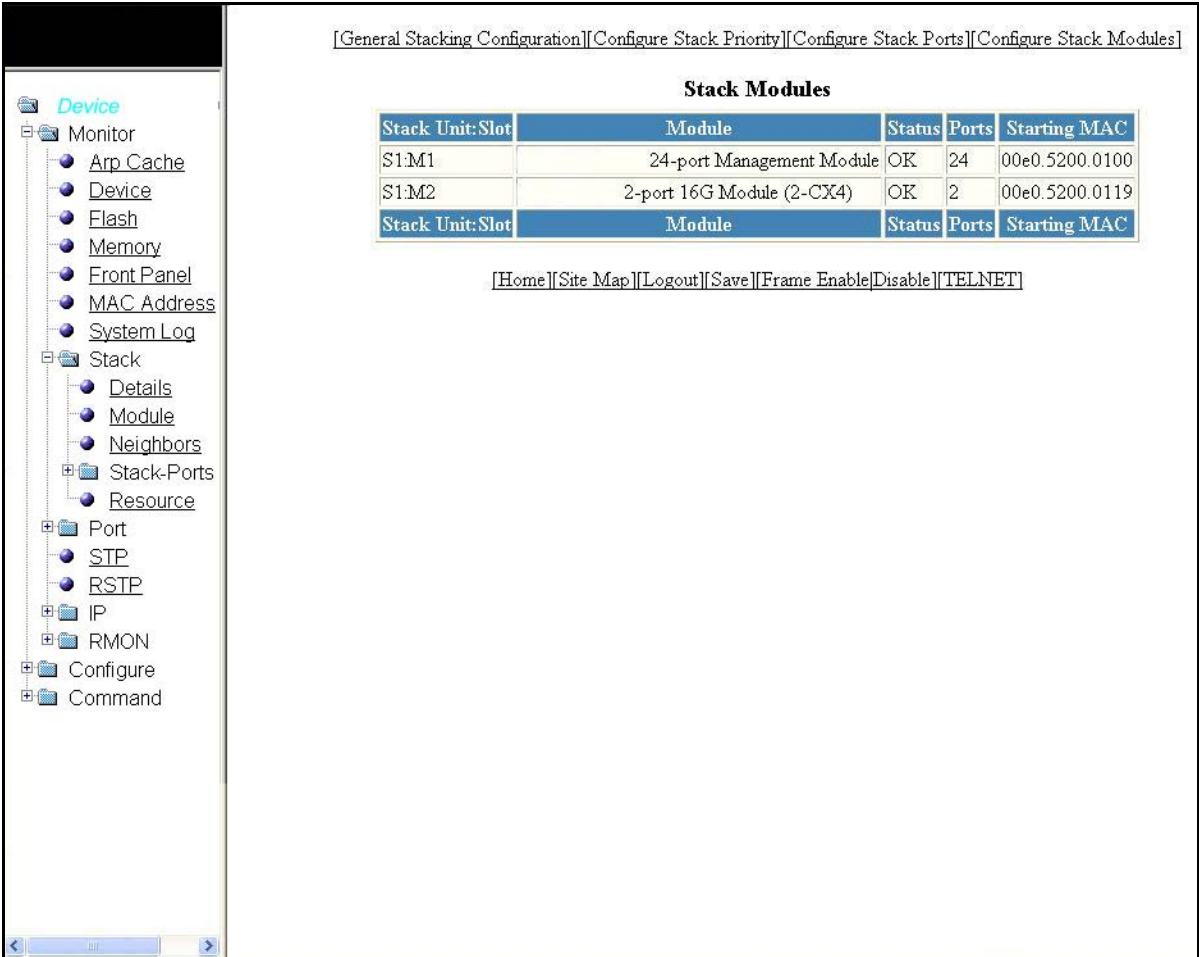 [General Stacking Configuration][Configure Stack Priority][Configure Stack Ports][Configure Stack Modules]
Device
Monitor
Arp Cache
Device
Flash
Memory
Front Panel
MAC Address
System Log
Stack
Details
Module
Neighbors
Stack-Ports
Resource
Port
STP
RSTP
IP
RMON
Configure
Command
Stack Modules
Stack Unit:Slot Module Status Ports Starting MAC
S1:M1 24-port Management Module OK 24 00e0.5200.0100
S1:M2 2-port 16G Module (2-CX4) OK 2 00e0.5200.0119
Stack Unit:Slot Module Status Ports Starting MAC
[Home][Site Map][Logout][Save][Frame Enable|Disable][TELNET]